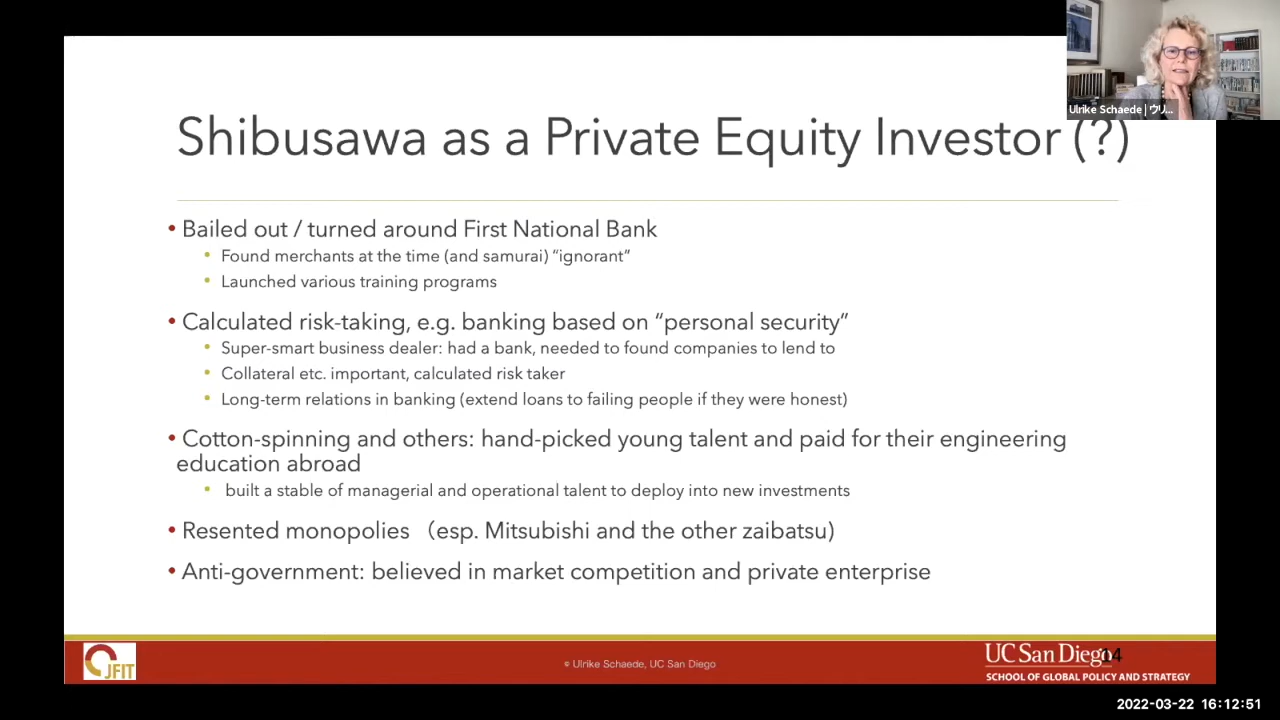 Ulrike Schaede | ウリ...
Shibusawa as a Private Equity Investor (?)
• Bailed out / turned around First National Bank
• Found merchants at the time (and samurai) “ignorant”
• Launched various training programs
• Calculated risk-taking, e.g. banking based on “personal security”
• Super-smart business dealer: had a bank, needed to found companies to lend to
• Collateral etc. important, calculated risk taker
• Long-term relations in banking (extend loans to failing people if they were honest)
• Cotton-spinning and others: hand-picked young talent and paid for their engineering
education abroad
• built a stable of managerial and operational talent to deploy into new investments
• Resented monopolies （esp. Mitsubishi and the other zaibatsu)
• Anti-government: believed in market competition and private enterprise
JFIT
© Ulrike Schaede, UC San Diego
UC San Diego
14
SCHOOL OF GLOBAL POLICY AND STRATEGY
2022-03-22 16:12:51